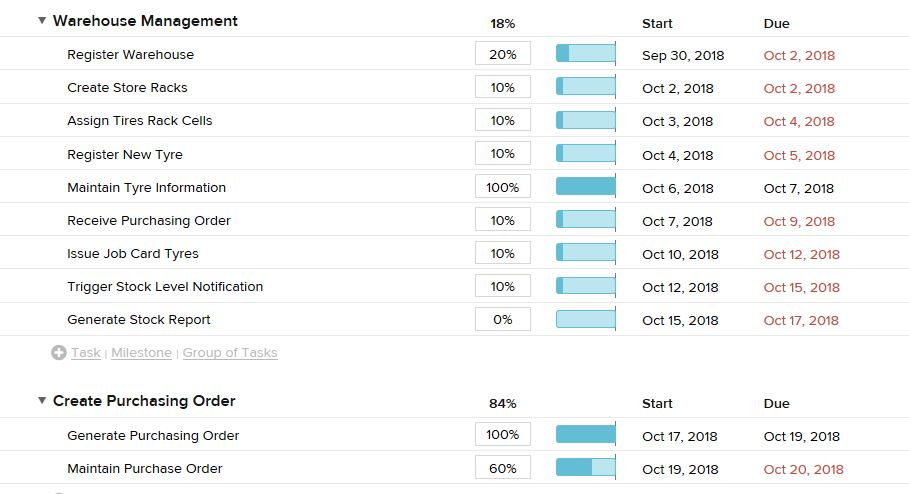 Warehouse Management 18% Start Due
Register Warehouse 20% Sep 30, 2018 Oct 2, 2018
Create Store Racks 10% Oct 2, 2018 Oct 2, 2018
Assign Tires Rack Cells 10% Oct 3, 2018 Oct 4, 2018
Register New Tyre 10% Oct 4, 2018 Oct 5, 2018
Maintain Tyre Information 100% Oct 6, 2018 Oct 7, 2018
Receive Purchasing Order 10% Oct 7, 2018 Oct 9, 2018
Issue Job Card Tyres 10% Oct 10, 2018 Oct 12, 2018
Trigger Stock Level Notification 10% Oct 12, 2018 Oct 15, 2018
Generate Stock Report 0% Oct 15, 2018 Oct 17, 2018
Task | Milestone | Group of Tasks
Create Purchasing Order 84% Start Due
Generate Purchasing Order 100% Oct 17, 2018 Oct 19, 2018
Maintain Purchase Order 60% Oct 19, 2018 Oct 20, 2018